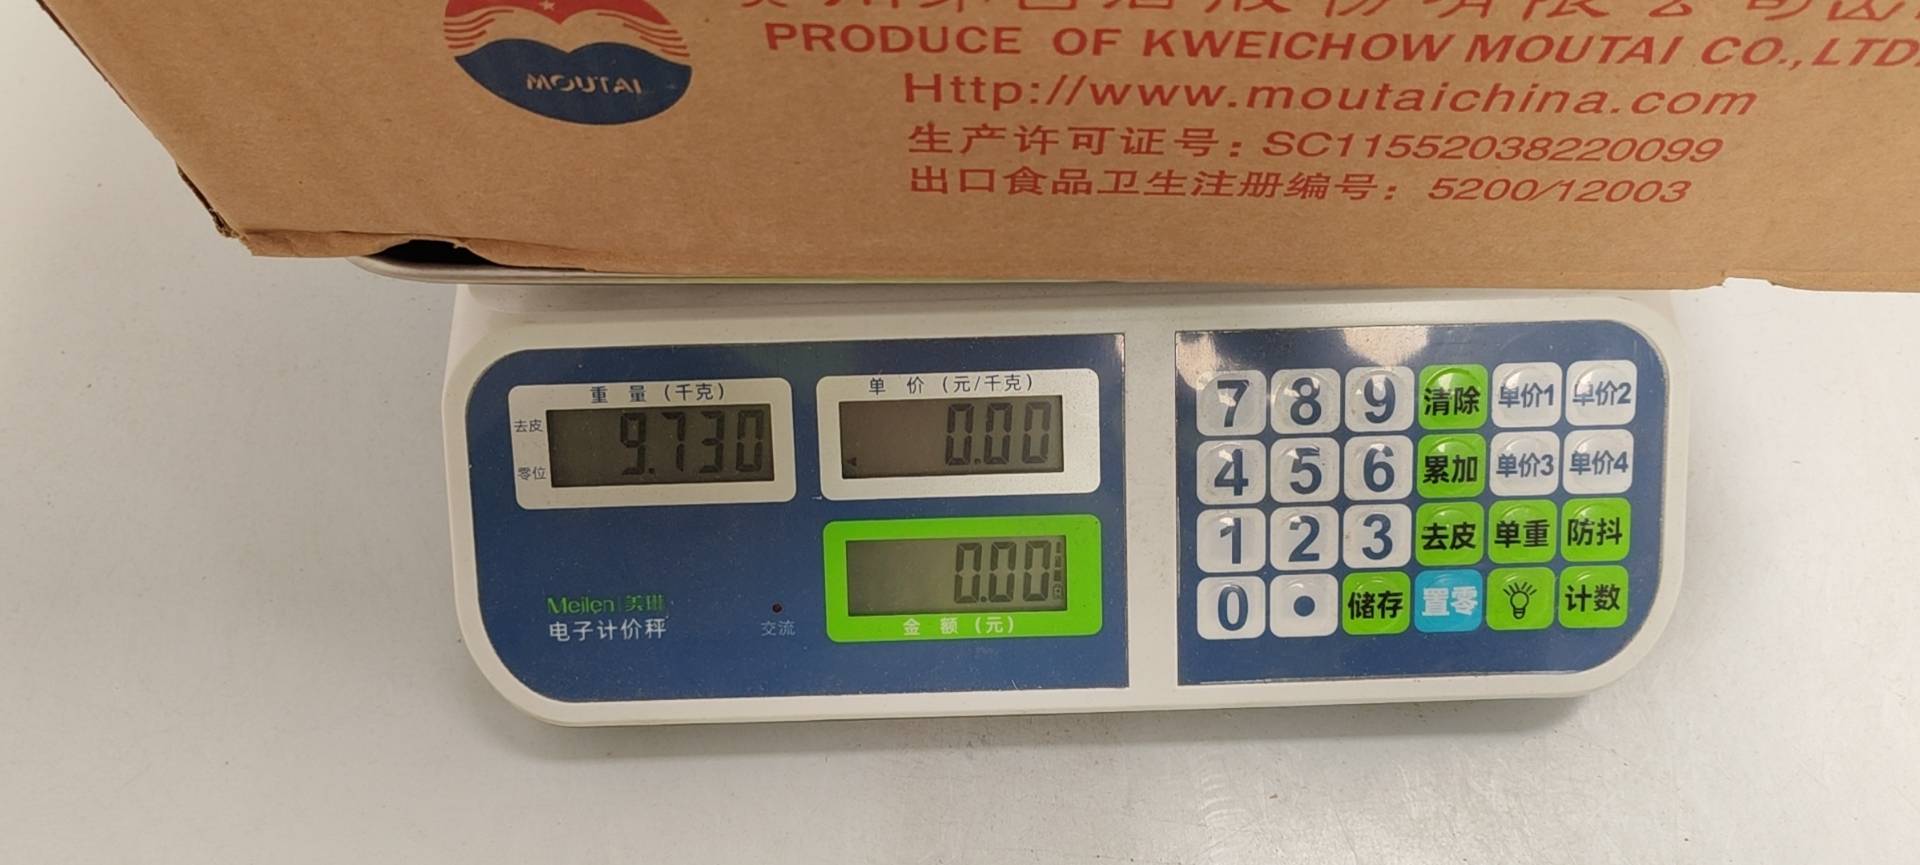 MOUTAI
PRODUCE OF KWEICHOW MOUTAI CO.,LTD.
Http://www.moutaichina.com
生产许可证号: SC11552038220099
出口食品卫生注册编号: 5200/12003
重 量 (千克)
去皮
零位
9.730
单 价 (元/千克)
0.00
0.00
金 额 (元)
Meilen 美琳
电子计价秤
交流
7 8 9 清除 单价1 单价2
4 5 6 累加 单价3 单价4
1 2 3 去皮 单重 防抖
0 • 储存 置零 计数